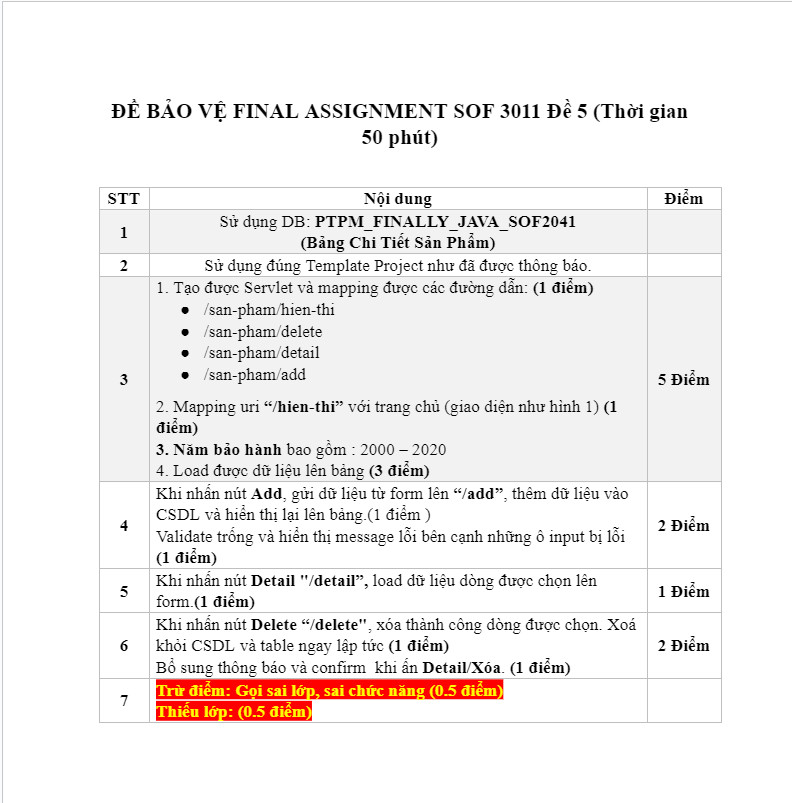 ĐỀ BẢO VỆ FINAL ASSIGNMENT SOF 3011 Đề 5 (Thời gian
50 phút)
STT Nội dung Điểm
1 Sử dụng DB: PTPM_FINALLY_JAVA_SOF2041
(Bảng Chi Tiết Sản Phẩm)
2 Sử dụng đúng Template Project như đã được thông báo.
1. Tạo được Servlet và mapping được các đường dẫn: (1 điểm)
● /san-pham/hien-thi
● /san-pham/delete
● /san-pham/detail
● /san-pham/add
3 5 Điểm
2. Mapping uri “/hien-thi” với trang chủ (giao diện như hình 1) (1
điểm)
3. Năm bảo hành bao gồm : 2000 – 2020
4. Load được dữ liệu lên bảng (3 điểm)
Khi nhấn nút Add, gửi dữ liệu từ form lên “/add”, thêm dữ liệu vào
CSDL và hiển thị lại lên bảng.(1 điểm )
4 2 Điểm
Validate trống và hiển thị message lỗi bên cạnh những ô input bị lỗi
(1 điểm)
Khi nhấn nút Detail "/detail”, load dữ liệu dòng được chọn lên
5 1 Điểm
form.(1 điểm)
Khi nhấn nút Delete “/delete", xóa thành công dòng được chọn. Xoá
6 khỏi CSDL và table ngay lập tức (1 điểm) 2 Điểm
Bổ sung thông báo và confirm khi ấn Detail/Xóa. (1 điểm)
7 Trừ điểm: Gọi sai lớp, sai chức năng (0.5 điểm)
Thiếu lớp: (0.5 điểm)